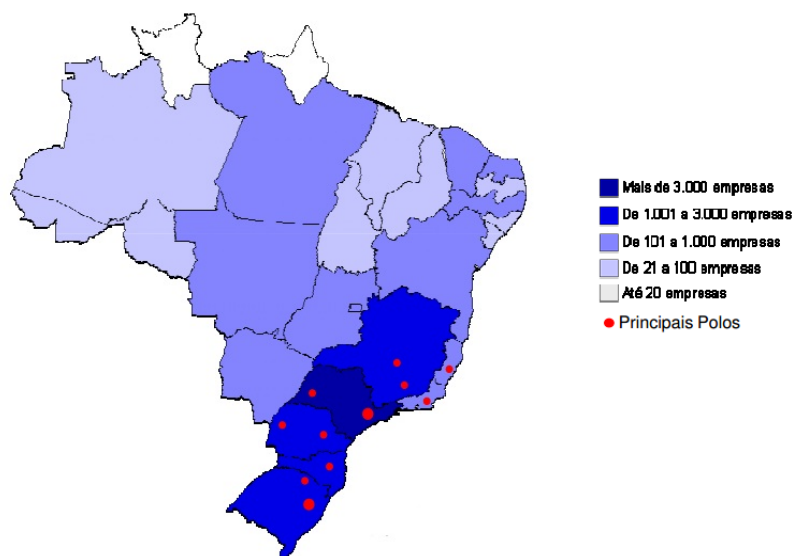 Mais de 3.000 empresas
De 1.001 a 3.000 empresas
De 101 a 1.000 empresas
De 21 a 100 empresas
Até 20 empresas
Principais Polos